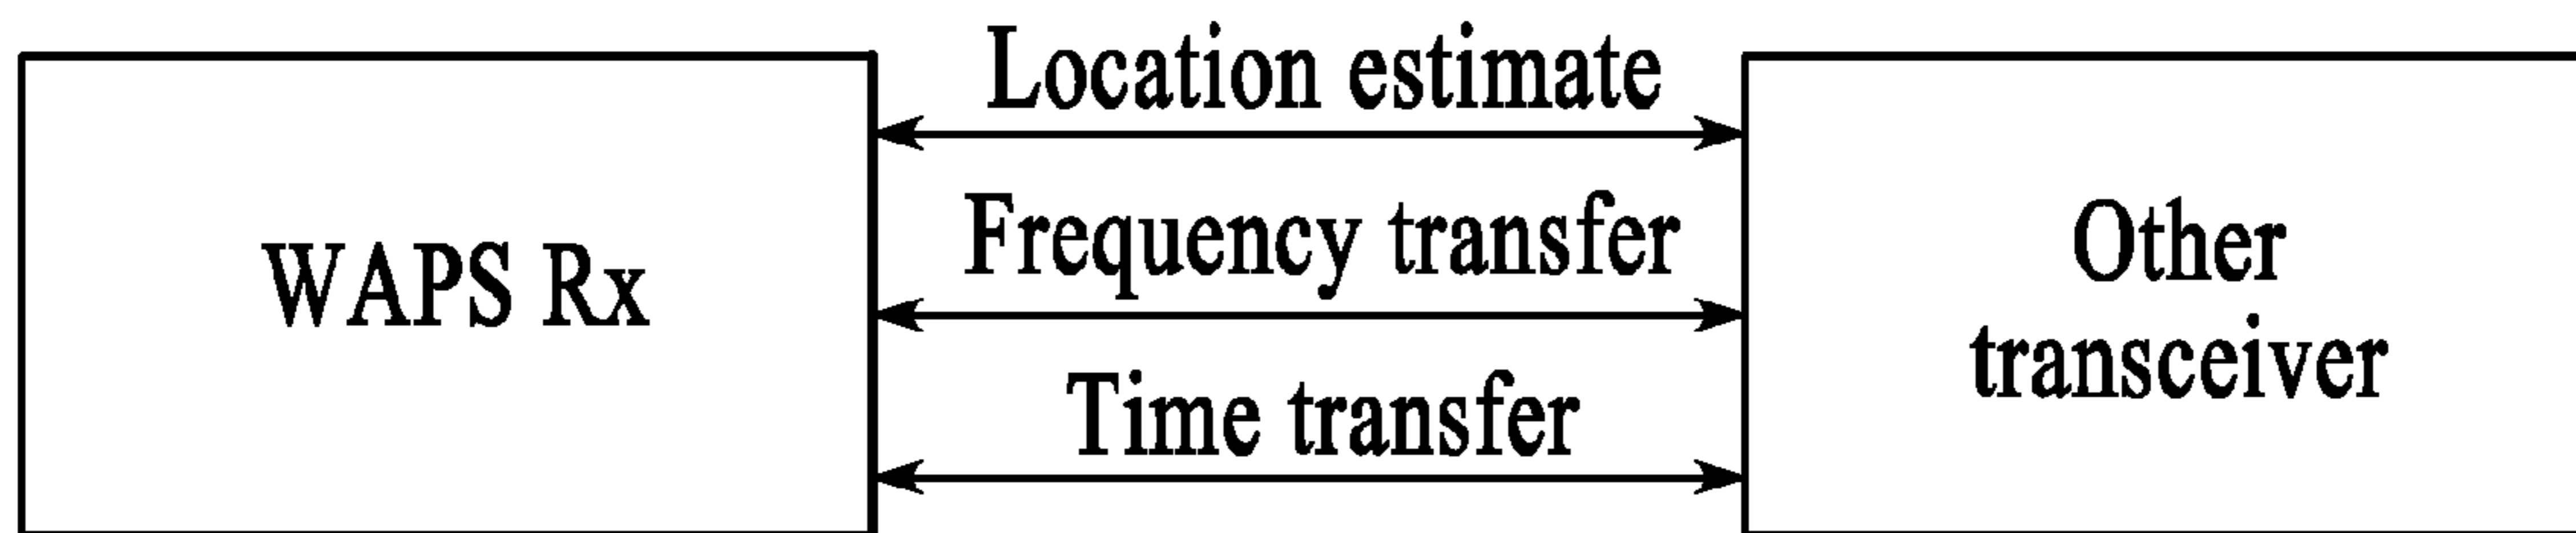 WAPS Rx
Location estimate
Frequency transfer
Time transfer
Other
transceiver